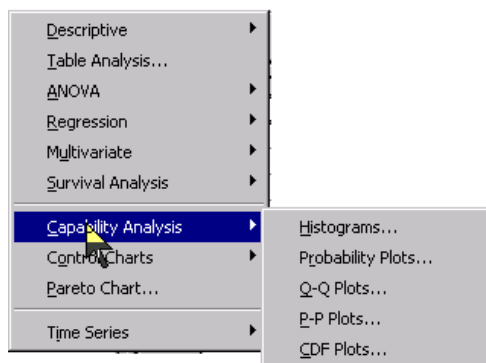 Descriptive
Table Analysis...
ANOVA
Regression
Multivariate
Survival Analysis
Capability Analysis
Control Charts
Pareto Chart...
Time Series
Histograms...
Probability Plots...
Q-Q Plots...
P-P Plots...
CDF Plots...